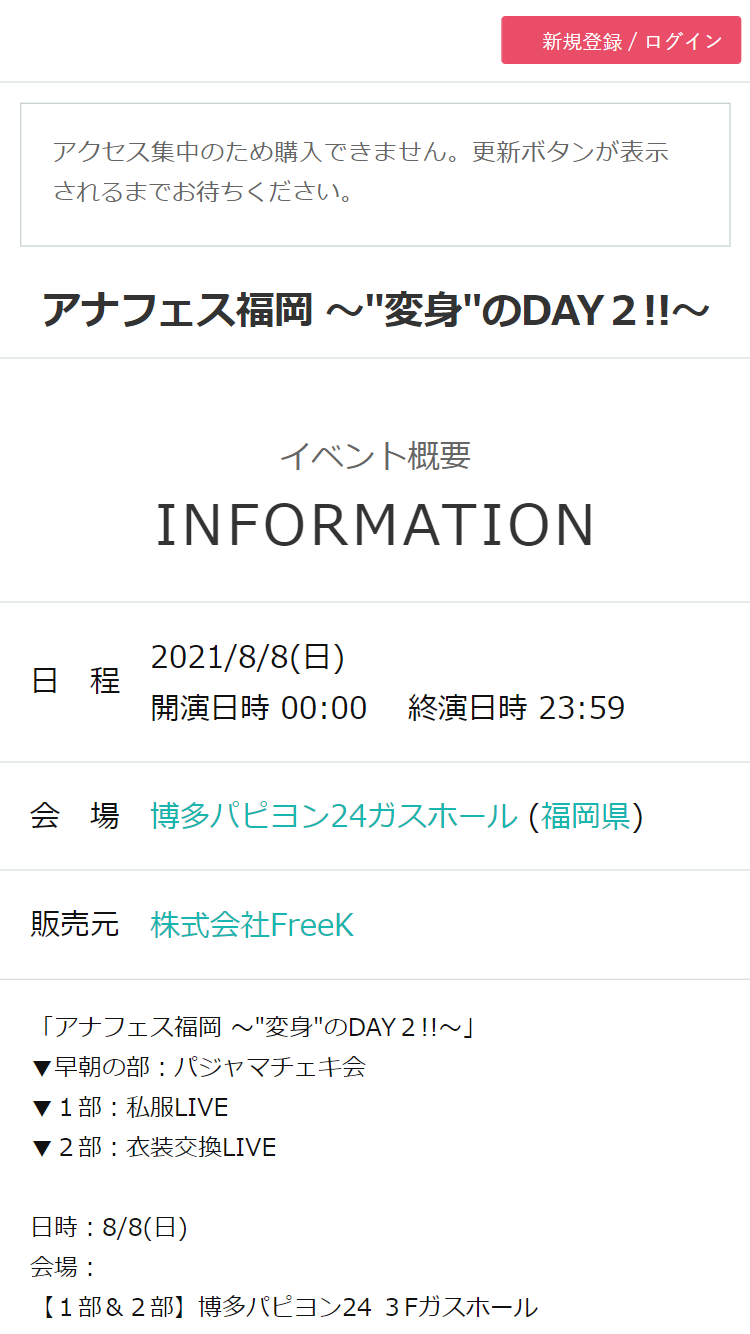 新規登録 / ログイン
アクセス集中のため購入できません。更新ボタンが表示
されるまでお待ちください。
アナフェス福岡 ～"変身"のDAY２!!～
イベント概要
INFORMATION
日　程
2021/8/8(日)
開演日時 00:00　終演日時 23:59
会　場 博多パピヨン24ガスホール (福岡県)
販売元 株式会社FreeK
「アナフェス福岡 ～"変身"のDAY２!!～」
▼早朝の部：パジャマチェキ会
▼１部：私服LIVE
▼２部：衣装交換LIVE
日時：8/8(日)
会場：
【１部＆２部】博多パピヨン24 ３Fガスホール